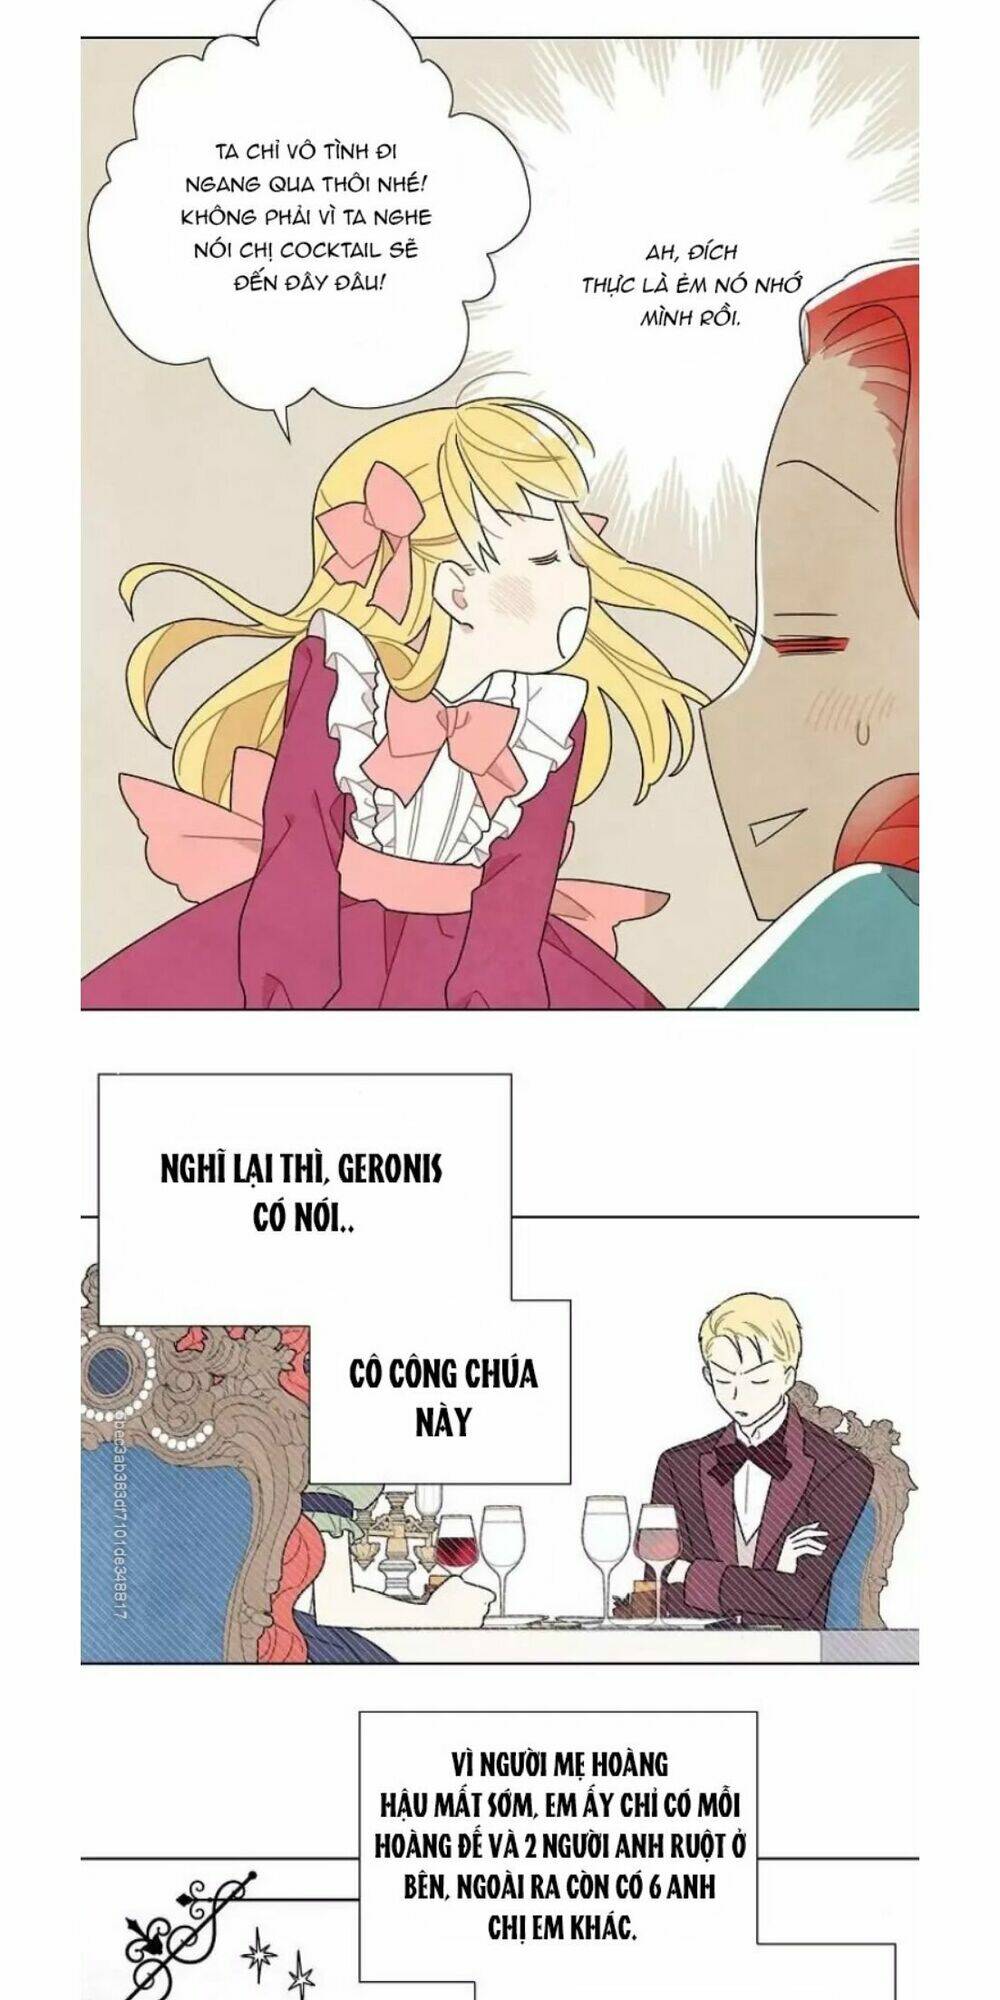 TA CHỈ VÔ TÌNH ĐI
NGANG QUA THÔI NHÉ!
KHÔNG PHẢI VÌ TA NGHE
NÓI CHỊ COCKTAIL SẼ
ĐẾN ĐÂY ĐÂU!
AH, ĐÍCH
THỰC LÀ ẺM NÓ NHỚ
MÌNH RỒI.
NGHĨ LẠI THÌ, GERONIS
CÓ NÓI..
CÔ CÔNG CHÚA
NÀY
6bec3ab383df7101de348817
VÌ NGƯỜI MẸ HOÀNG
HẬU MẤT SỚM, EM ẤY CHỈ CÓ MỖI
HOÀNG ĐẾ VÀ 2 NGƯỜI ANH RUỘT Ở
BÊN, NGOÀI RA CÒN CÓ 6 ANH
CHỊ EM KHÁC.